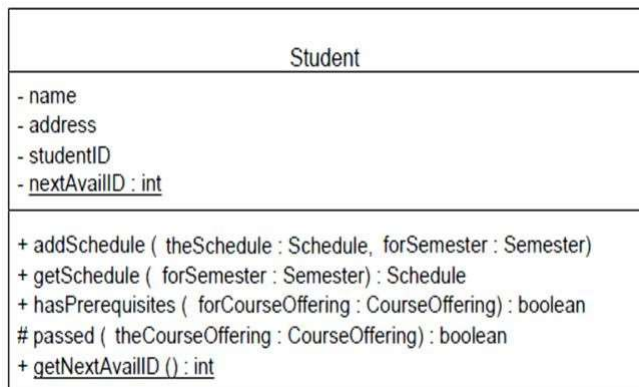 Student
- name
- address
- studentID
- nextAvailID : int
+ addSchedule ( theSchedule : Schedule, forSemester : Semester)
+ getSchedule ( forSemester : Semester) : Schedule
+ hasPrerequisites ( forCourseOffering : CourseOffering) : boolean
# passed ( theCourseOffering : CourseOffering) : boolean
+ getNextAvailID () : int